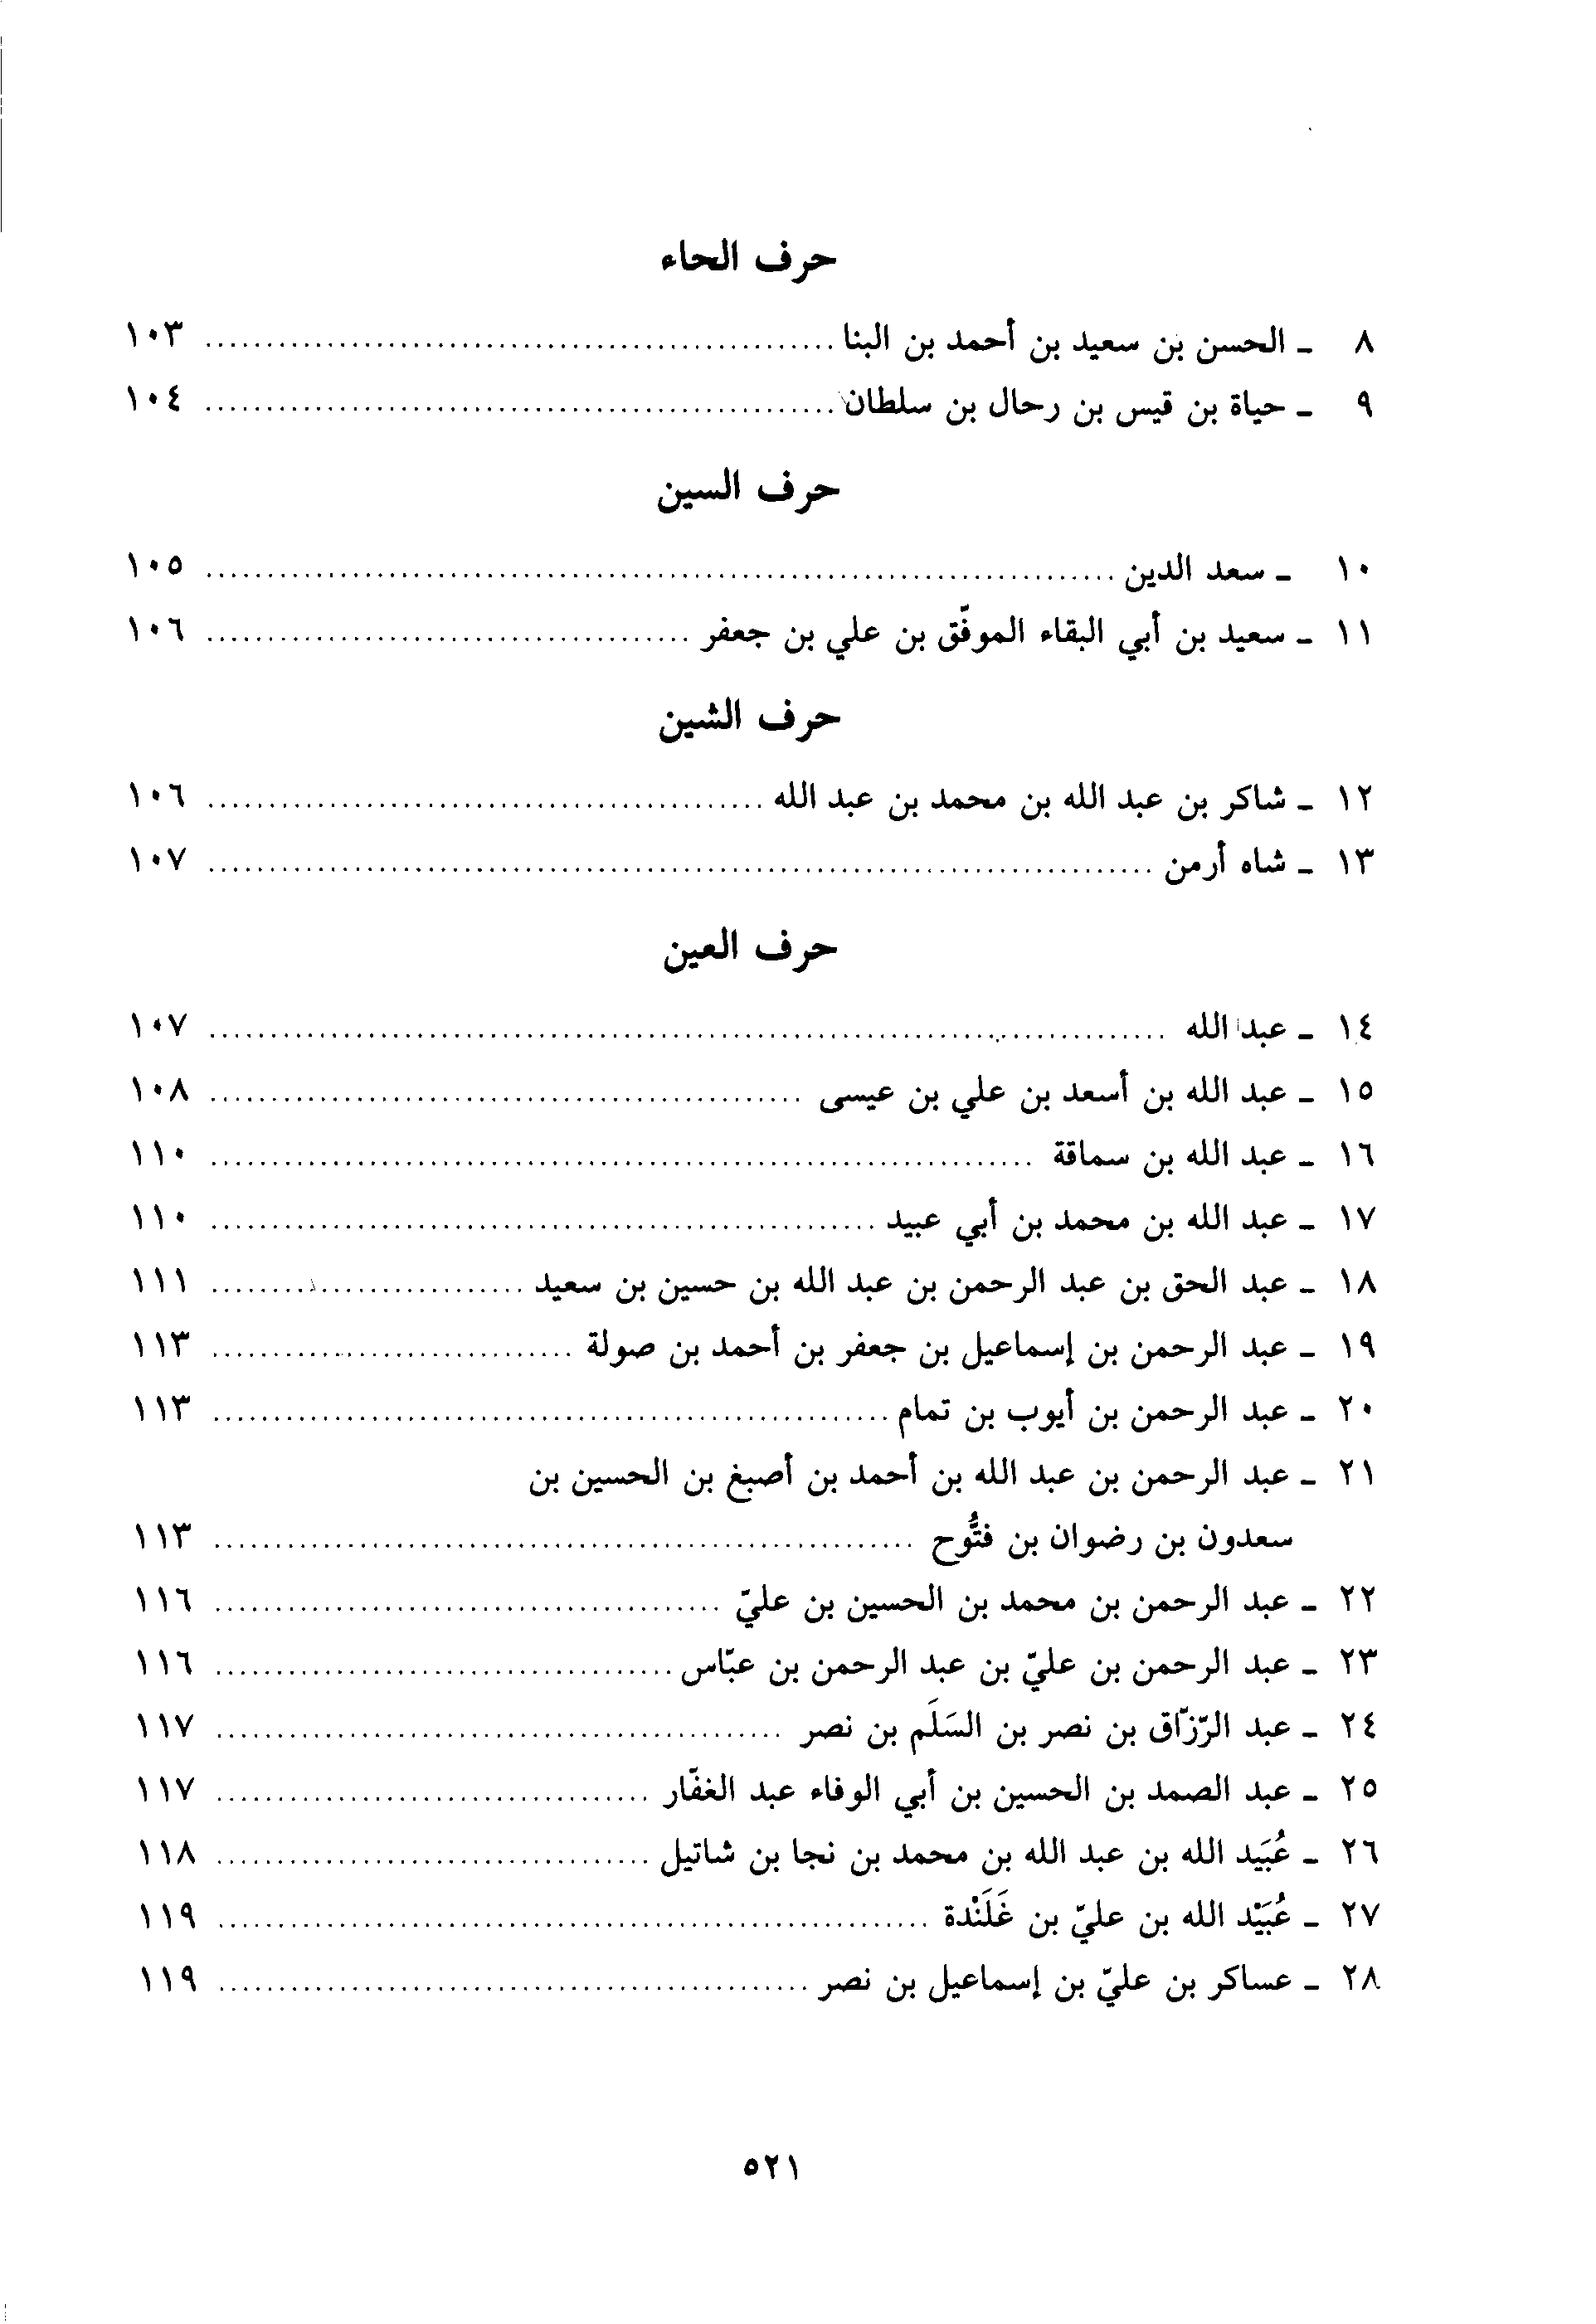 حرف الحاء
٨ - الحسن بن سعيد بن أحمد بن البنا ........ ١٠٣
٩ - حياة بن قيس بن رحال بن سلطان ........ ١٠٤
حرف السين
١٠ - سعد الدين ........ ١٠٥
١١ - سعيد بن أبي البقاء الموفّق بن علي بن جعفر ........ ١٠٦
حرف الشين
١٢ - شاكر بن عبد الله بن محمد بن عبد الله ........ ١٠٦
١٣ - شاه أرمن ........ ١٠٧
حرف العين
١٤ - عبد الله ........ ١٠٧
١٥ - عبد الله بن أسعد بن علي بن عيسى ........ ١٠٨
١٦ - عبد الله بن سماقة ........ ١١٠
١٧ - عبد الله بن محمد بن أبي عبيد ........ ١١٠
١٨ - عبد الحق بن عبد الرحمن بن عبد الله بن حسين بن سعيد ........ ١١١
١٩ - عبد الرحمن بن إسماعيل بن جعفر بن أحمد بن صولة ........ ١١٣
٢٠ - عبد الرحمن بن أيوب بن تمام ........ ١١٣
٢١ - عبد الرحمن بن عبد الله بن أحمد بن أصبغ بن الحسين بن
سعدون بن رضوان بن فتُّوح ........ ١١٣
٢٢ - عبد الرحمن بن محمد بن الحسين بن عليّ ........ ١١٦
٢٣ - عبد الرحمن بن عليّ بن عبد الرحمن بن عبّاس ........ ١١٦
٢٤ - عبد الرّزّاق بن نصر بن السَلَم بن نصر ........ ١١٧
٢٥ - عبد الصمد بن الحسين بن أبي الوفاء عبد الغفّار ........ ١١٧
٢٦ - عُبَيد الله بن عبد الله بن محمد بن نجا بن شاتيل ........ ١١٨
٢٧ - عُبَيْد الله بن عليّ بن غَلَنْدة ........ ١١٩
٢٨ - عساكر بن عليّ بن إسماعيل بن نصر ........ ١١٩
٥٢١